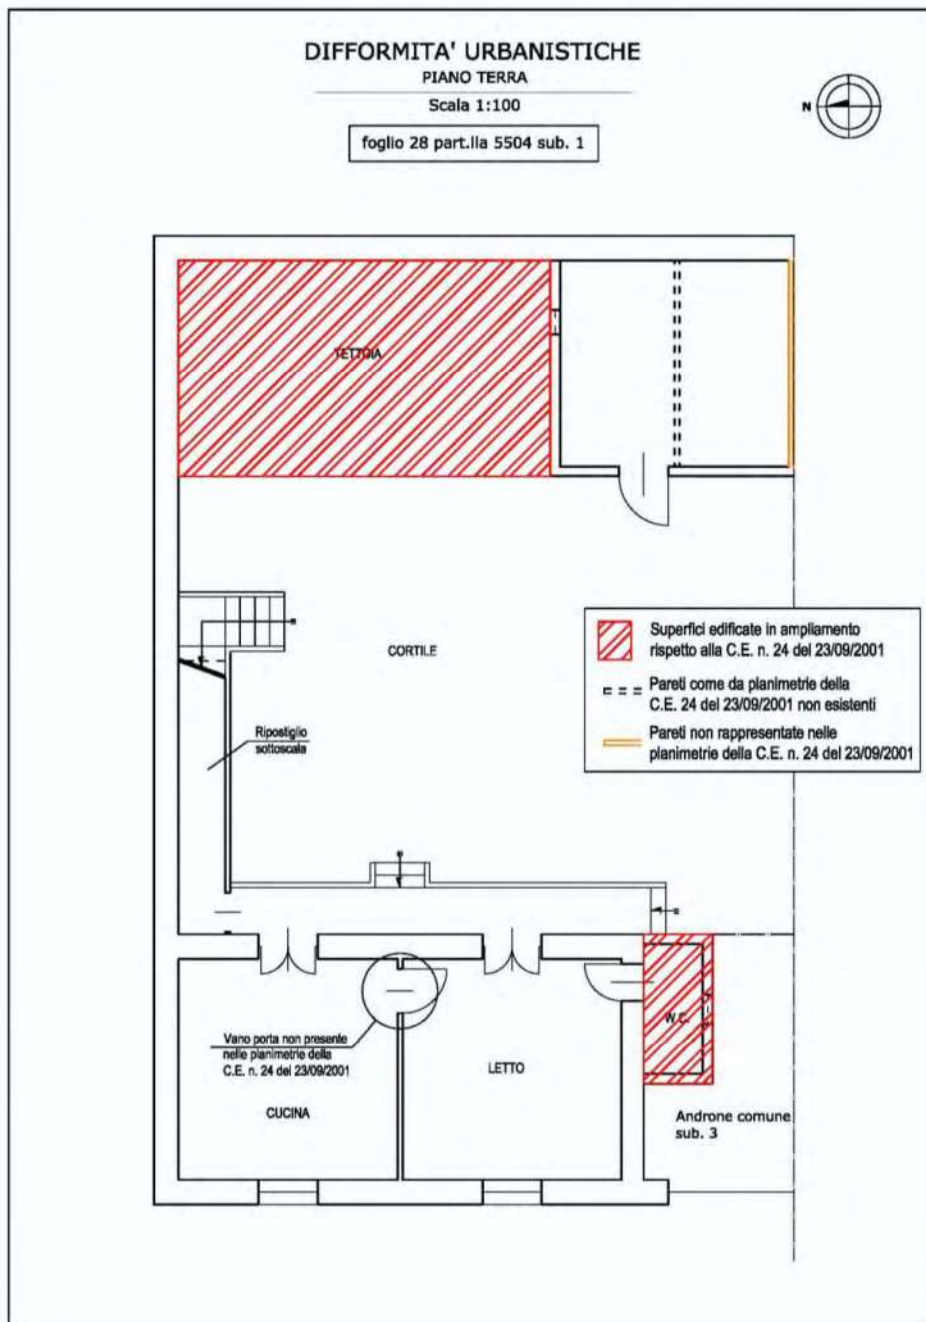 DIFFORMITA' URBANISTICHE
PIANO TERRA
Scala 1:100
foglio 28 part.lla 5504 sub. 1
N
TETTOIA
CORTILE
Superfici edificate in ampliamento
rispetto alla C.E. n. 24 del 23/09/2001
Pareti come da planimetrie della
C.E. 24 del 23/09/2001 non esistenti
Pareti non rappresentate nelle
planimetrie della C.E. n. 24 del 23/09/2001
Ripostiglio
sottoscala
W.C.
Vano porta non presente
nelle planimetrie della
C.E. n. 24 del 23/09/2001
LETTO
CUCINA
Androne comune
sub. 3